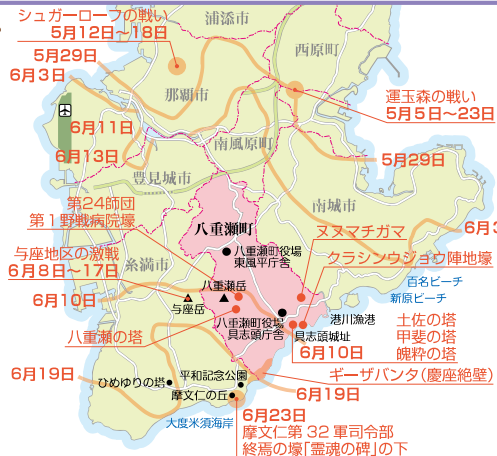 シュガーローフの戦い
5月12日～18日
浦添市
西原町
5月29日
6月3日
那覇市
運玉森の戦い
5月5日～23日
6月11日
南風原町
6月13日
5月29日
豊見城市
南城市
第24師団
第1野戦病院壕
八重瀬町
ヌヌマチガマ
6月3
与座地区の激戦
6月8日～17日
糸満市
八重瀬町役場
東風平庁舎
クラシンウジョウ陣地壕
百名ビーチ
新原ビーチ
6月10日
八重瀬岳
与座岳
港川漁港
八重瀬町役場
具志頭庁舎
具志頭城址
土佐の塔
甲斐の塔
魄粋の塔
八重瀬の塔
6月10日
6月19日
平和記念公園
ギーザバンタ（慶座絶壁）
ひめゆりの塔
摩文仁の丘
6月19日
大度米須海岸
6月23日
摩文仁第32軍司令部
終焉の壕「霊魂の碑」の下